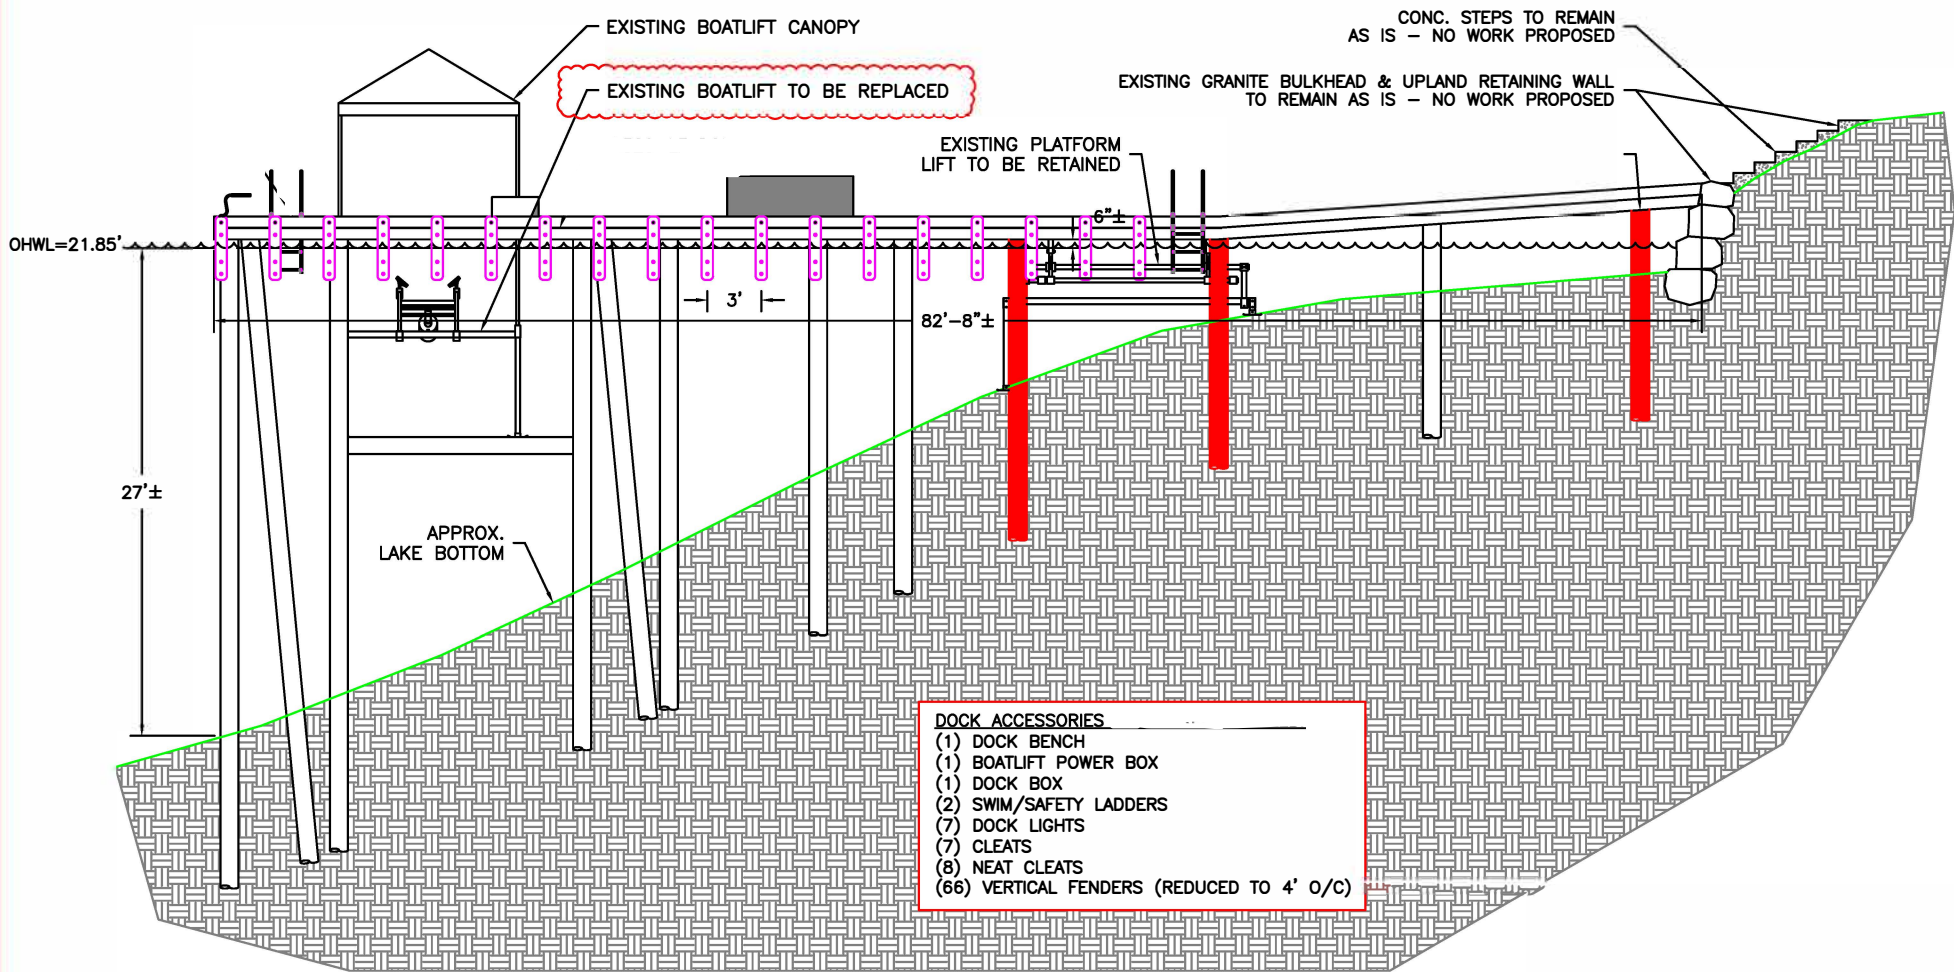 EXISTING BOATLIFT CANOPY
EXISTING BOATLIFT TO BE REPLACED
CONC. STEPS TO REMAIN
AS IS – NO WORK PROPOSED
EXISTING GRANITE BULKHEAD & UPLAND RETAINING WALL
TO REMAIN AS IS – NO WORK PROPOSED
EXISTING PLATFORM
LIFT TO BE RETAINED
6"±
OHWL=21.85'
3'
82'-8"±
27'±
APPROX.
LAKE BOTTOM
DOCK ACCESSORIES
(1) DOCK BENCH
(1) BOATLIFT POWER BOX
(1) DOCK BOX
(2) SWIM/SAFETY LADDERS
(7) DOCK LIGHTS
(7) CLEATS
(8) NEAT CLEATS
(66) VERTICAL FENDERS (REDUCED TO 4' O/C)